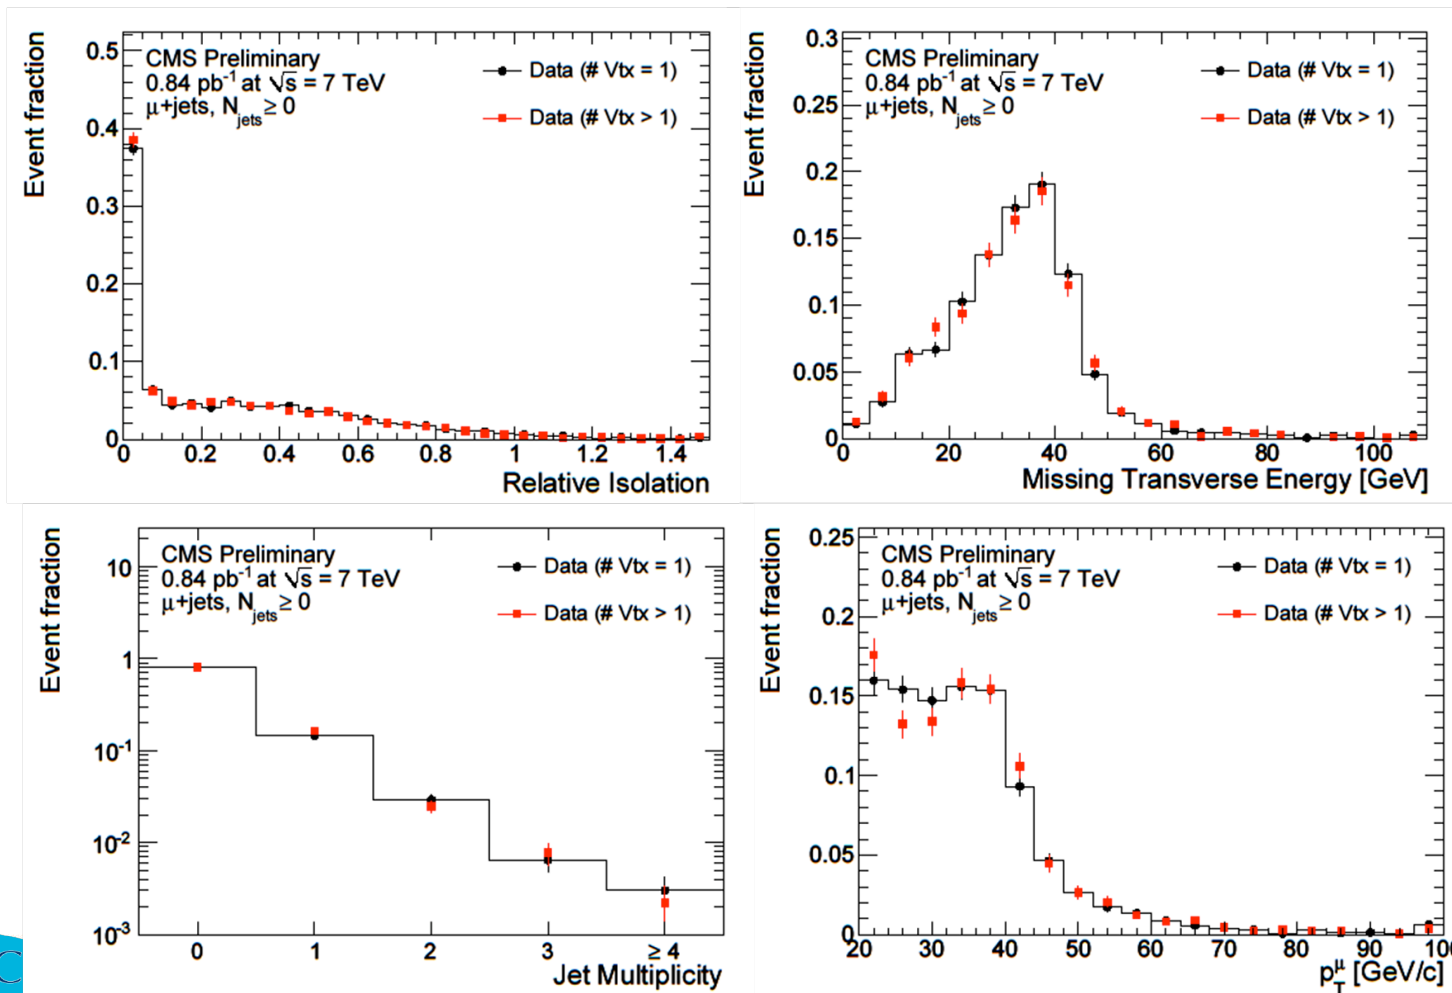 Event fraction
0.5
0.4
0.3
0.2
0.1
0
CMS Preliminary
0.84 pb⁻¹ at √s = 7 TeV
μ+jets, N_jets ≥ 0
Data (# Vtx = 1)
Data (# Vtx > 1)
0 0.2 0.4 0.6 0.8 1 1.2 1.4
Relative Isolation
Event fraction
0.3
0.25
0.2
0.15
0.1
0.05
0
CMS Preliminary
0.84 pb⁻¹ at √s = 7 TeV
μ+jets, N_jets ≥ 0
Data (# Vtx = 1)
Data (# Vtx > 1)
0 20 40 60 80 100
Missing Transverse Energy [GeV]
Event fraction
10
1
10⁻¹
10⁻²
10⁻³
CMS Preliminary
0.84 pb⁻¹ at √s = 7 TeV
μ+jets, N_jets ≥ 0
Data (# Vtx = 1)
Data (# Vtx > 1)
0 1 2 3 ≥ 4
Jet Multiplicity
Event fraction
0.25
0.2
0.15
0.1
0.05
0
CMS Preliminary
0.84 pb⁻¹ at √s = 7 TeV
μ+jets, N_jets ≥ 0
Data (# Vtx = 1)
Data (# Vtx > 1)
20 30 40 50 60 70 80 90 100
p_T^μ [GeV/c]
C